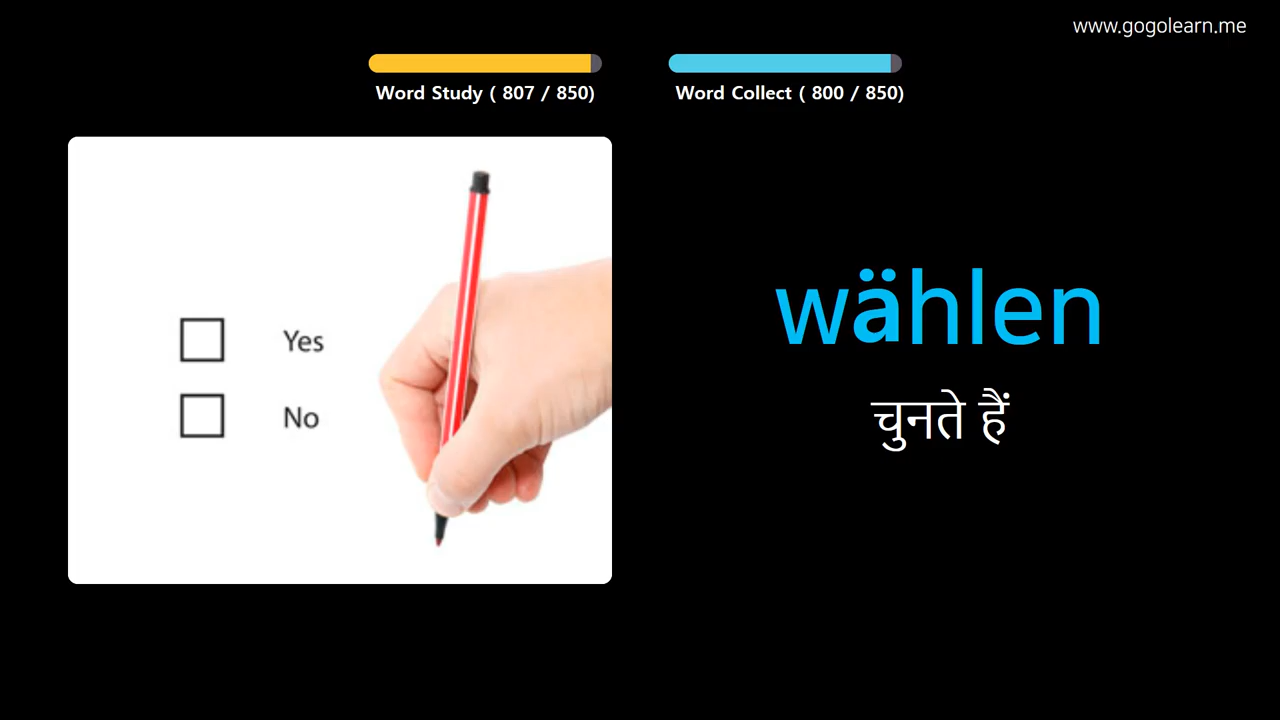 www.gogolearn.me
Word Study ( 807 / 850)
Word Collect ( 800 / 850)
Yes
No
wählen
चुनते हैं